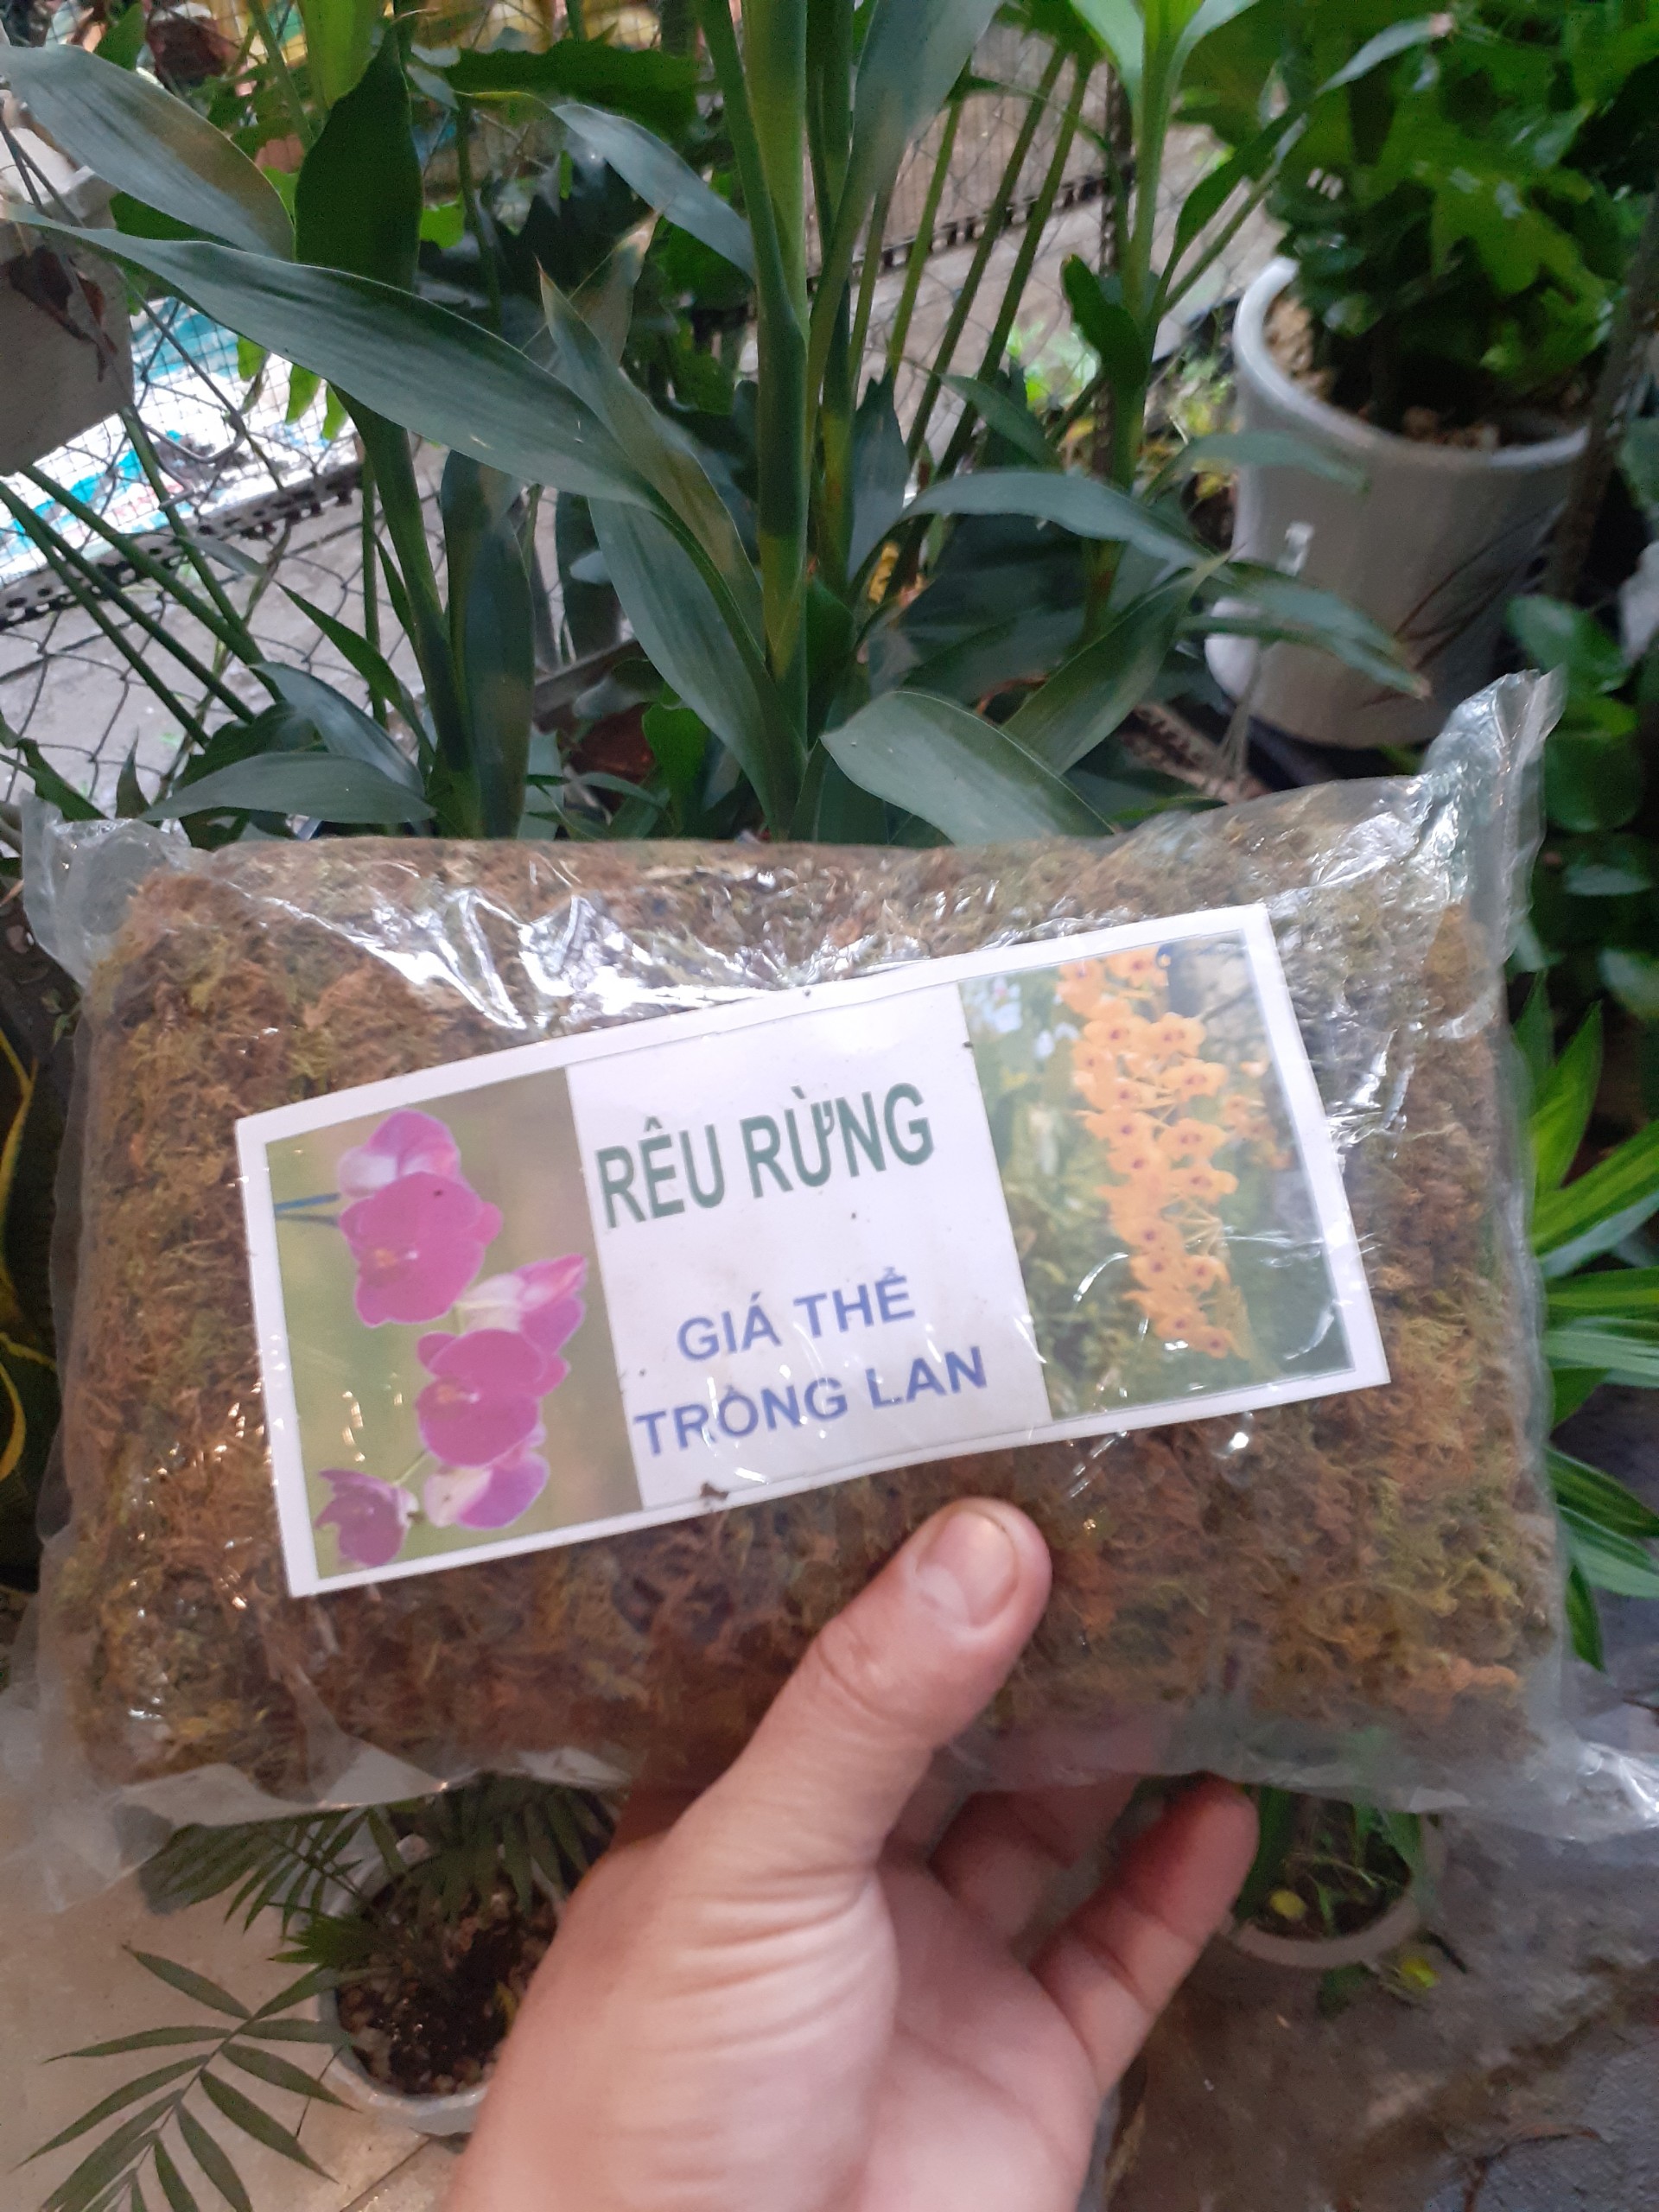 RÊU RỪNG
GIÁ THỂ
TRỒNG LAN